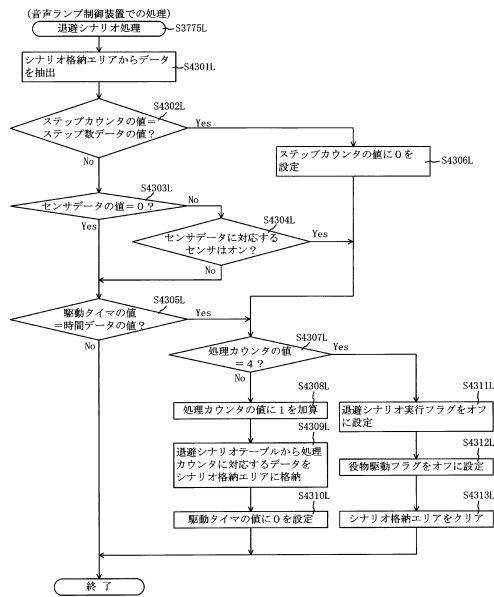 (音声ランプ制御装置での処理)
退避シナリオ処理
S3775L
シナリオ格納エリアからデータ
を抽出
S4301L
S4302L
ステップカウンタの値＝
ステップ数データの値？
Yes
No
ステップカウンタの値に０を
設定
S4306L
S4303L
センサデータの値＝０？
No
Yes
S4304L
センサデータに対応する
センサはオン？
Yes
No
S4305L
駆動タイマの値
＝時間データの値？
Yes
No
S4307L
処理カウンタの値
＝４？
Yes
No
S4308L
処理カウンタの値に１を加算
S4309L
退避シナリオテーブルから処理
カウンタに対応するデータを
シナリオ格納エリアに格納
S4310L
駆動タイマの値に０を設定
S4311L
退避シナリオ実行フラグをオフ
に設定
S4312L
役物駆動フラグをオフに設定
S4313L
シナリオ格納エリアをクリア
終 了